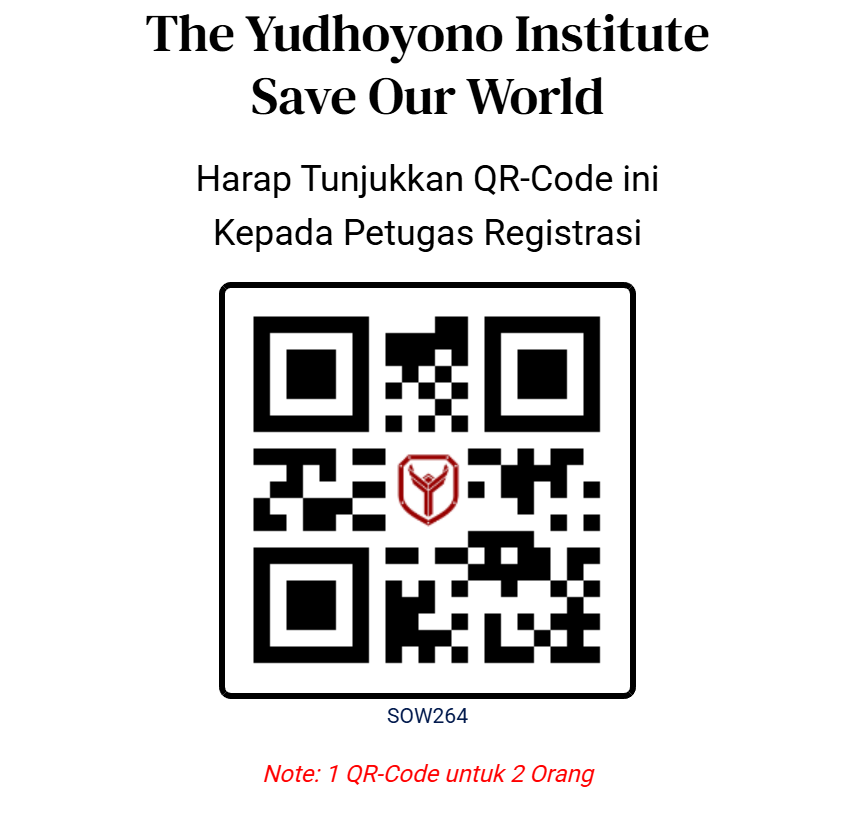 The Yudhoyono Institute
Save Our World
Harap Tunjukkan QR-Code ini
Kepada Petugas Registrasi
SOW264
Note: 1 QR-Code untuk 2 Orang